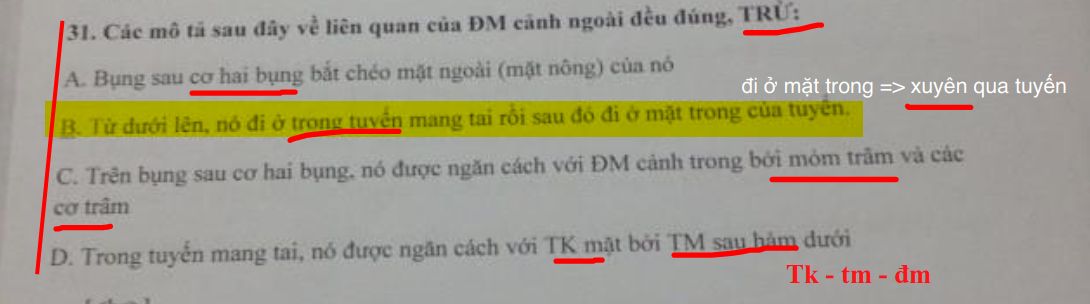 31. Các mô tả sau đây về liên quan của ĐM cảnh ngoài đều đúng, TRỪ:
A. Bụng sau cơ hai bụng bắt chéo mặt ngoài (mặt nông) của nó
đi ở mặt trong => xuyên qua tuyến
B. Từ dưới lên, nó đi ở trong tuyến mang tai rồi sau đó đi ở mặt trong của tuyến.
C. Trên bụng sau cơ hai bụng, nó được ngăn cách với ĐM cảnh trong bởi mỏm trâm và các
cơ trâm
D. Trong tuyến mang tai, nó được ngăn cách với TK mặt bởi TM sau hàm dưới
Tk - tm - đm